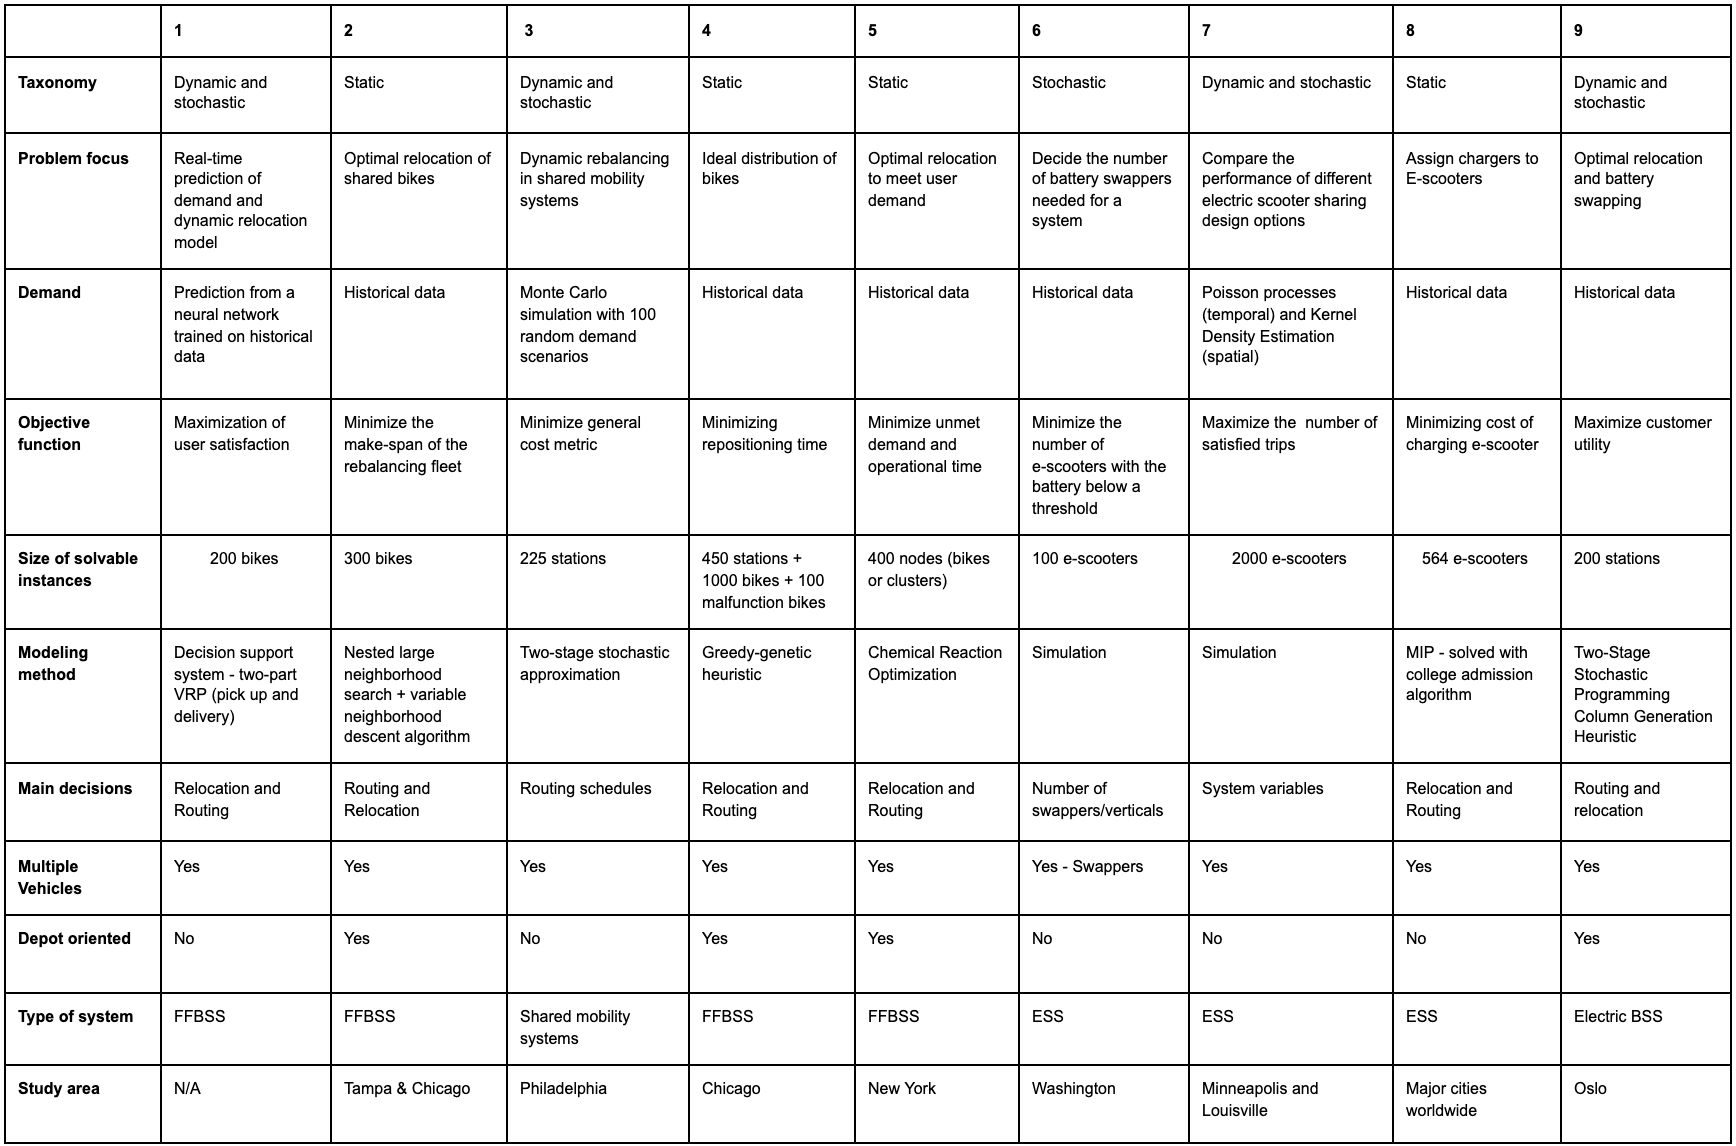 1 2 3 4 5 6 7 8 9
Taxonomy
Dynamic and
stochastic
Static
Dynamic and
stochastic
Static
Static
Stochastic
Dynamic and stochastic
Static
Dynamic and
stochastic
Problem focus
Real-time
prediction of
demand and
dynamic relocation
model
Optimal relocation of
shared bikes
Dynamic rebalancing
in shared mobility
systems
Ideal distribution of
bikes
Optimal relocation
to meet user
demand
Decide the number
of battery swappers
needed for a
system
Compare the
performance of different
electric scooter sharing
design options
Assign chargers to
E-scooters
Optimal relocation
and battery
swapping
Demand
Prediction from a
neural network
trained on historical
data
Historical data
Monte Carlo
simulation with 100
random demand
scenarios
Historical data
Historical data
Historical data
Poisson processes
(temporal) and Kernel
Density Estimation
(spatial)
Historical data
Historical data
Objective
function
Maximization of
user satisfaction
Minimize the
make-span of the
rebalancing fleet
Minimize general
cost metric
Minimizing
repositioning time
Minimize unmet
demand and
operational time
Minimize the
number of
e-scooters with the
battery below a
threshold
Maximize the number of
satisfied trips
Minimizing cost of
charging e-scooter
Maximize customer
utility
Size of solvable
instances
200 bikes
300 bikes
225 stations
450 stations +
1000 bikes + 100
malfunction bikes
400 nodes (bikes
or clusters)
100 e-scooters
2000 e-scooters
564 e-scooters
200 stations
Modeling
method
Decision support
system - two-part
VRP (pick up and
delivery)
Nested large
neighborhood
search + variable
neighborhood
descent algorithm
Two-stage stochastic
approximation
Greedy-genetic
heuristic
Chemical Reaction
Optimization
Simulation
Simulation
MIP - solved with
college admission
algorithm
Two-Stage
Stochastic
Programming
Column Generation
Heuristic
Main decisions
Relocation and
Routing
Routing and
Relocation
Routing schedules
Relocation and
Routing
Relocation and
Routing
Number of
swappers/verticals
System variables
Relocation and
Routing
Routing and
relocation
Multiple
Vehicles
Yes
Yes
Yes
Yes
Yes
Yes - Swappers
Yes
Yes
Yes
Depot oriented
No
Yes
No
Yes
Yes
No
No
No
Yes
Type of system
FFBSS
FFBSS
Shared mobility
systems
FFBSS
FFBSS
ESS
ESS
ESS
Electric BSS
Study area
N/A
Tampa & Chicago
Philadelphia
Chicago
New York
Washington
Minneapolis and
Louisville
Major cities
worldwide
Oslo